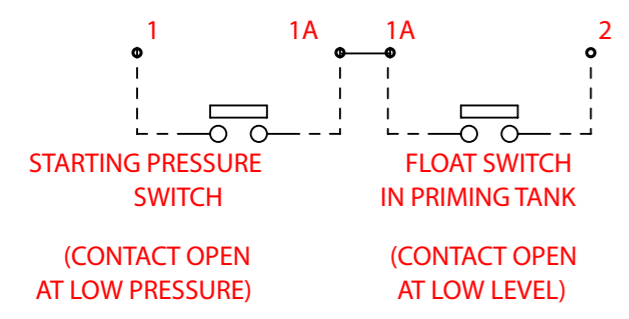 1 1A 1A 2
STARTING PRESSURE
SWITCH
(CONTACT OPEN
AT LOW PRESSURE)
FLOAT SWITCH
IN PRIMING TANK
(CONTACT OPEN
AT LOW LEVEL)